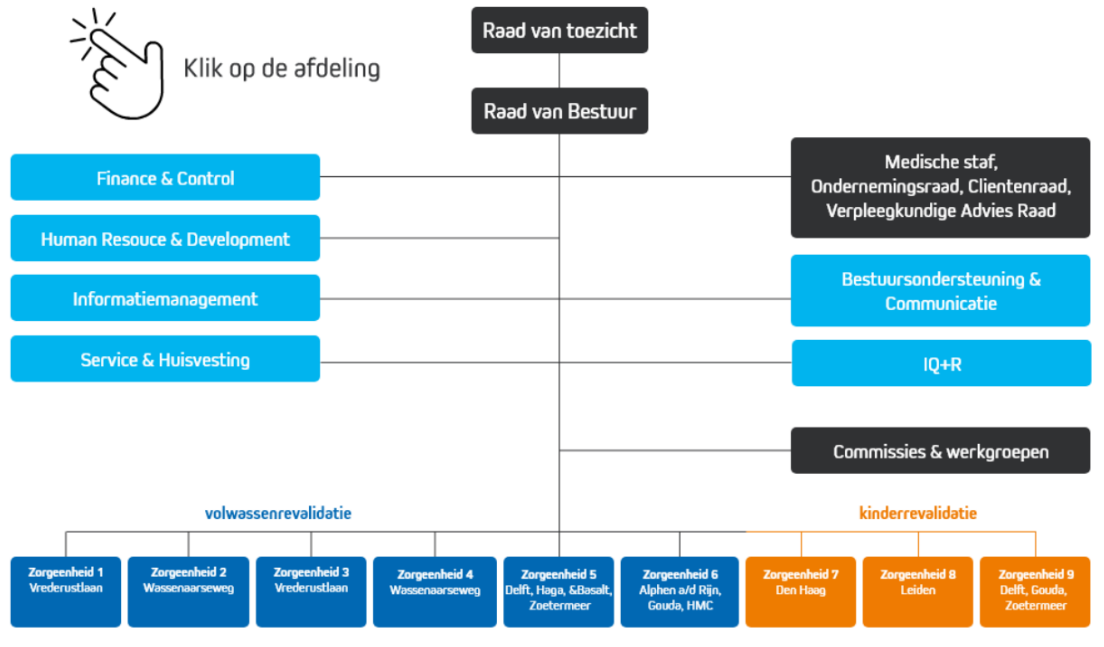 Raad van toezicht
Klik op de afdeling
Raad van Bestuur
Finance & Control
Medische staf,
Ondernemingsraad, Clientenraad,
Verpleegkundige Advies Raad
Human Resouce & Development
Informatiemanagement
Bestuursondersteuning &
Communicatie
Service & Huisvesting
IQ+R
Commissies & werkgroepen
volwassenrevalidatie
kinderrevalidatie
Zorgeenheid 1
Vrederustlaan
Zorgeenheid 2
Wassenaarseweg
Zorgeenheid 3
Vrederustlaan
Zorgeenheid 4
Wassenaarseweg
Zorgeenheid 5
Delft, Haga, &Basalt,
Zoetermeer
Zorgeenheid 6
Alphen a/d Rijn,
Gouda, HMC
Zorgeenheid 7
Den Haag
Zorgeenheid 8
Leiden
Zorgeenheid 9
Delft, Gouda,
Zoetermeer